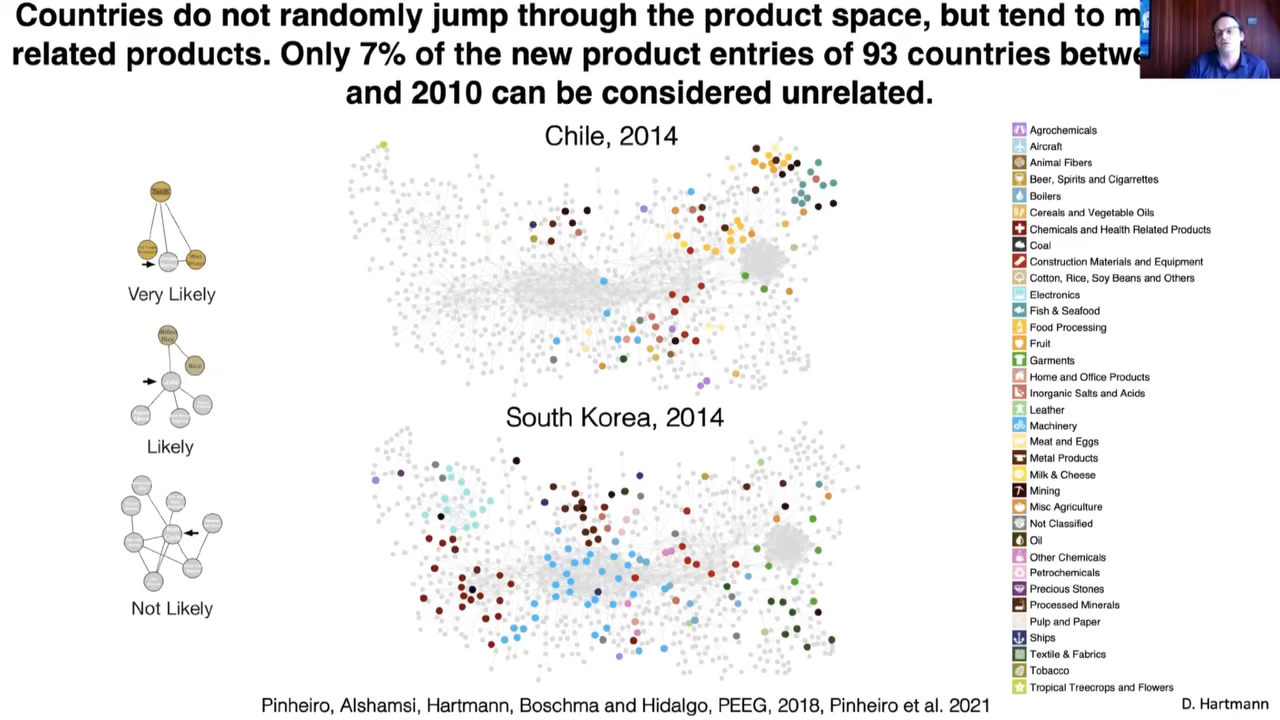 Countries do not randomly jump through the product space, but tend to m
related products. Only 7% of the new product entries of 93 countries betwe
and 2010 can be considered unrelated.
Chile, 2014
Very Likely
Likely
Not Likely
South Korea, 2014
Agrochemicals
Aircraft
Animal Fibers
Beer, Spirits and Cigarrettes
Boilers
Cereals and Vegetable Oils
Chemicals and Health Related Products
Coal
Construction Materials and Equipment
Cotton, Rice, Soy Beans and Others
Electronics
Fish & Seafood
Food Processing
Fruit
Garments
Home and Office Products
Inorganic Salts and Acids
Leather
Machinery
Meat and Eggs
Metal Products
Milk & Cheese
Mining
Misc Agriculture
Not Classified
Oil
Other Chemicals
Petrochemicals
Precious Stones
Processed Minerals
Pulp and Paper
Ships
Textile & Fabrics
Tobacco
Tropical Treecrops and Flowers
Pinheiro, Alshamsi, Hartmann, Boschma and Hidalgo, PEEG, 2018, Pinheiro et al. 2021
D. Hartmann